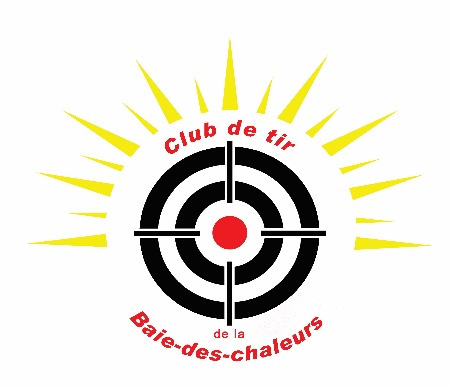 Club de tir
de la
Baie-des-chaleurs